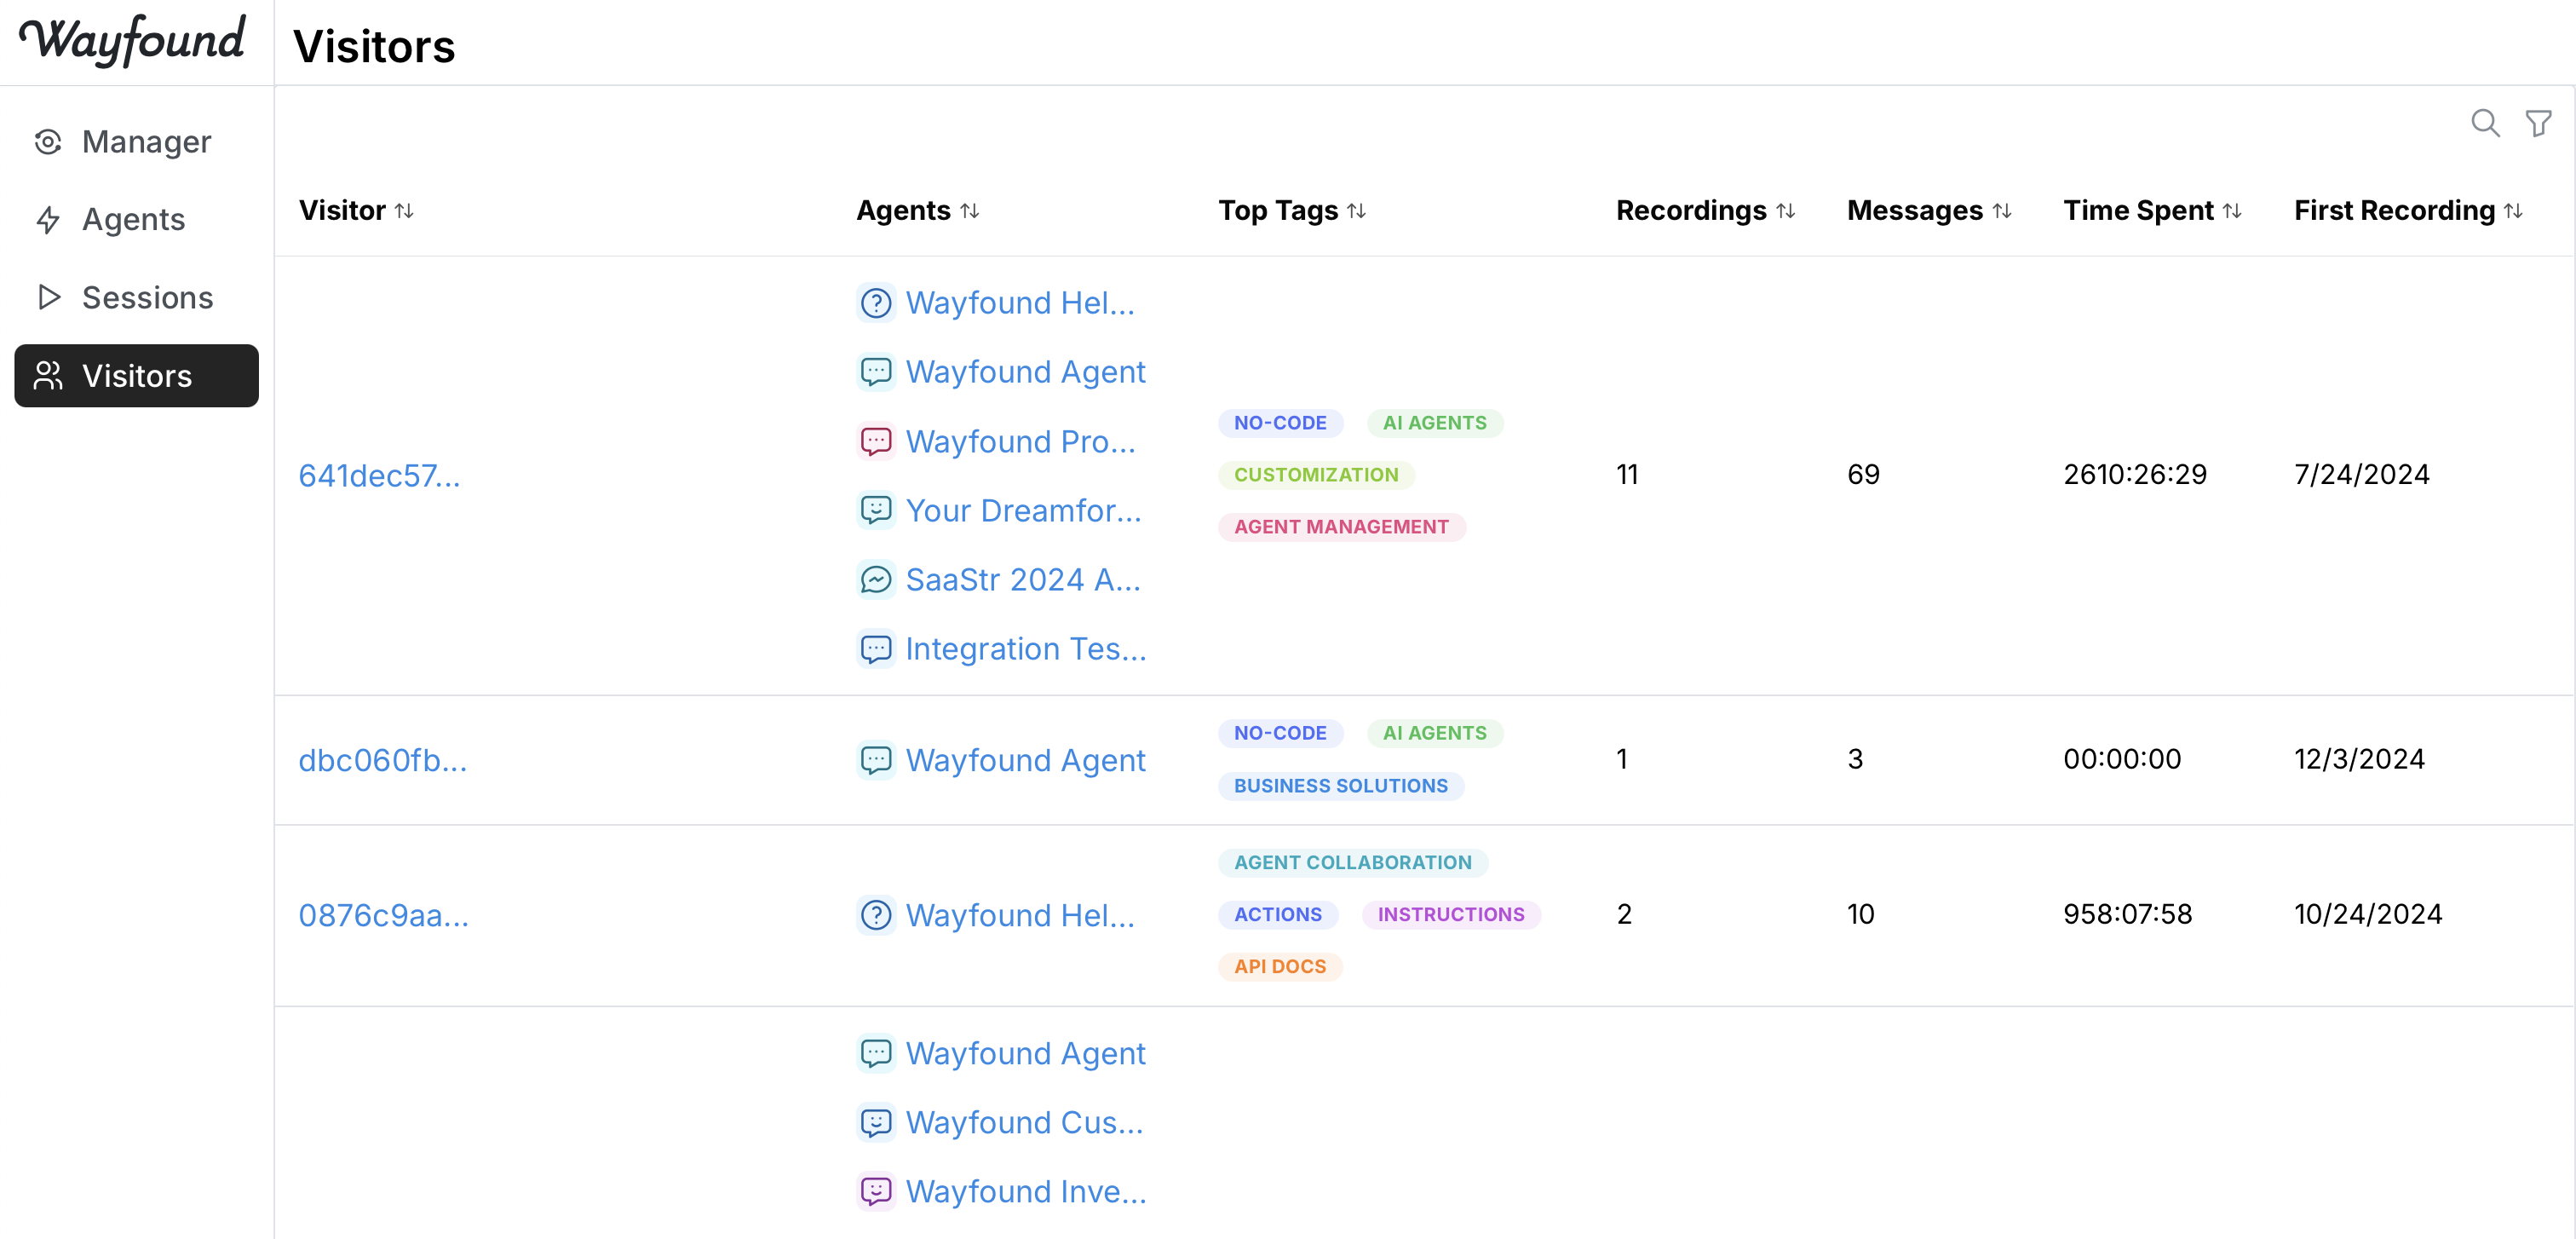 Wayfound
Visitors
Manager
Agents
Sessions
Visitors
Visitor Agents Top Tags Recordings Messages Time Spent First Recording
641dec57...
Wayfound Hel...
Wayfound Agent
Wayfound Pro...
Your Dreamfor...
SaaStr 2024 A...
Integration Tes...
NO-CODE AI AGENTS
CUSTOMIZATION
AGENT MANAGEMENT
11 69 2610:26:29 7/24/2024
dbc060fb...
Wayfound Agent
NO-CODE AI AGENTS
BUSINESS SOLUTIONS
1 3 00:00:00 12/3/2024
0876c9aa...
Wayfound Hel...
AGENT COLLABORATION
ACTIONS INSTRUCTIONS
API DOCS
2 10 958:07:58 10/24/2024
Wayfound Agent
Wayfound Cus...
Wayfound Inve...